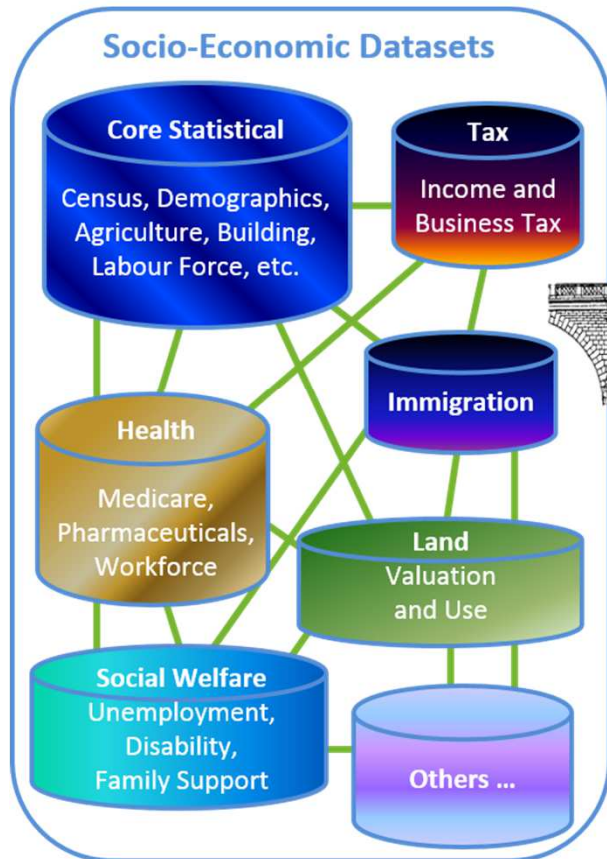 Socio-Economic Datasets
Core Statistical
Census, Demographics,
Agriculture, Building,
Labour Force, etc.
Tax
Income and
Business Tax
Immigration
Health
Medicare,
Pharmaceuticals,
Workforce
Land
Valuation
and Use
Social Welfare
Unemployment,
Disability,
Family Support
Others ...